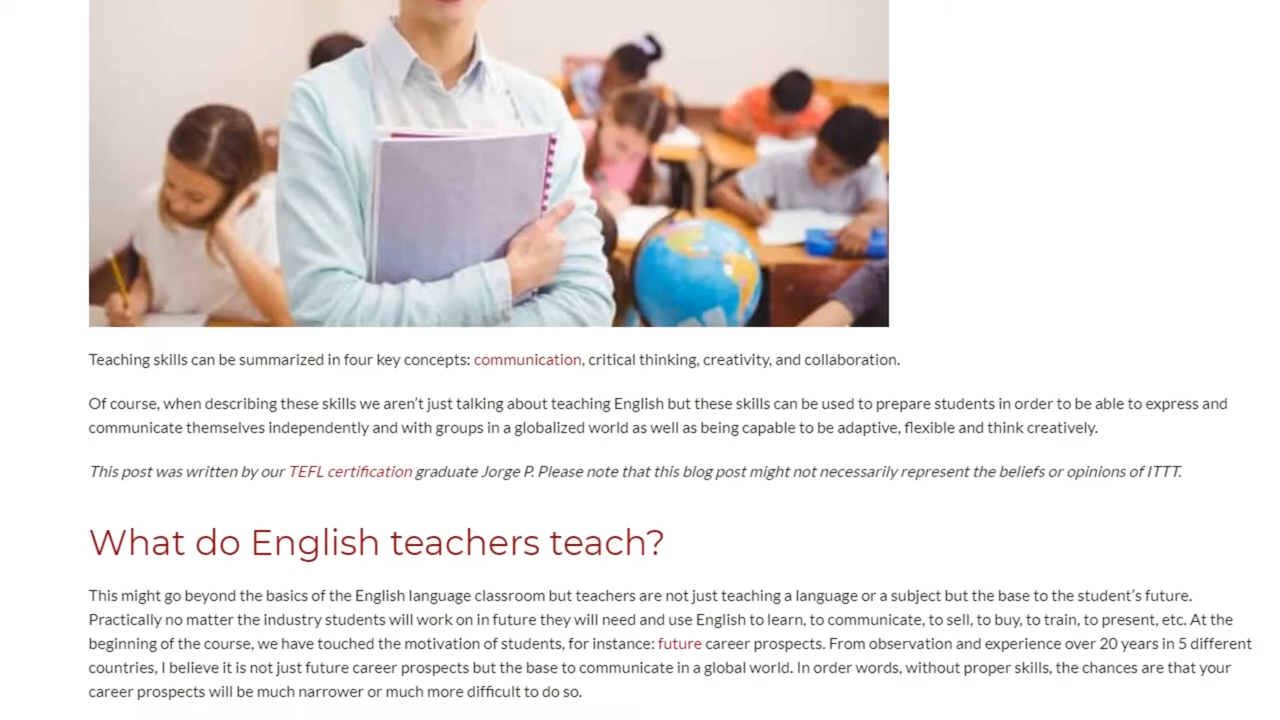 Teaching skills can be summarized in four key concepts: communication, critical thinking, creativity, and collaboration.
Of course, when describing these skills we aren't just talking about teaching English but these skills can be used to prepare students in order to be able to express and
communicate themselves independently and with groups in a globalized world as well as being capable to be adaptive, flexible and think creatively.
This post was written by our TEFL certification graduate Jorge P. Please note that this blog post might not necessarily represent the beliefs or opinions of ITTT.
What do English teachers teach?
This might go beyond the basics of the English language classroom but teachers are not just teaching a language or a subject but the base to the student's future.
Practically no matter the industry students will work on in future they will need and use English to learn, to communicate, to sell, to buy, to train, to present, etc. At the
beginning of the course, we have touched the motivation of students, for instance: future career prospects. From observation and experience over 20 years in 5 different
countries, I believe it is not just future career prospects but the base to communicate in a global world. In order words, without proper skills, the chances are that your
career prospects will be much narrower or much more difficult to do so.